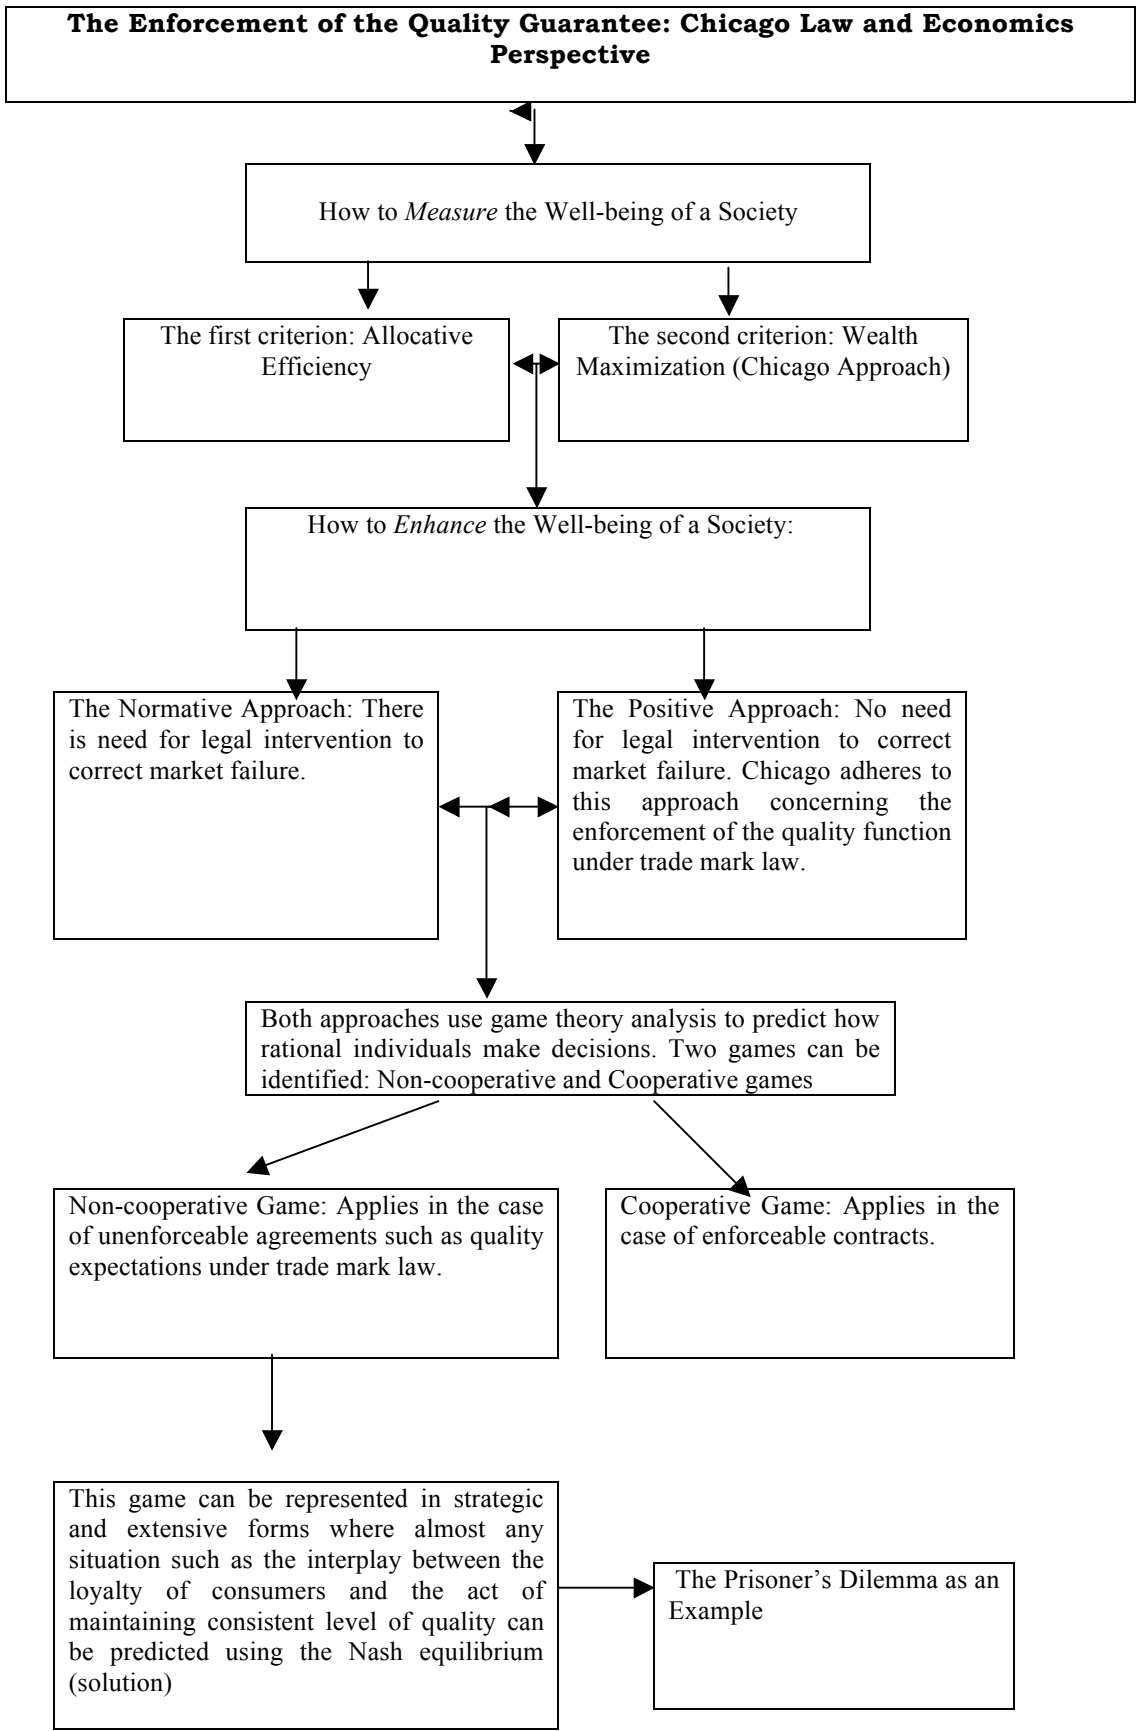 The Enforcement of the Quality Guarantee: Chicago Law and Economics
Perspective
How to Measure the Well-being of a Society
The first criterion: Allocative
Efficiency
The second criterion: Wealth
Maximization (Chicago Approach)
How to Enhance the Well-being of a Society:
The Normative Approach: There
is need for legal intervention to
correct market failure.
The Positive Approach: No need
for legal intervention to correct
market failure. Chicago adheres to
this approach concerning the
enforcement of the quality function
under trade mark law.
Both approaches use game theory analysis to predict how
rational individuals make decisions. Two games can be
identified: Non-cooperative and Cooperative games
Non-cooperative Game: Applies in the case
of unenforceable agreements such as quality
expectations under trade mark law.
Cooperative Game: Applies in the
case of enforceable contracts.
This game can be represented in strategic
and extensive forms where almost any
situation such as the interplay between the
loyalty of consumers and the act of
maintaining consistent level of quality can
be predicted using the Nash equilibrium
(solution)
The Prisoner’s Dilemma as an
Example